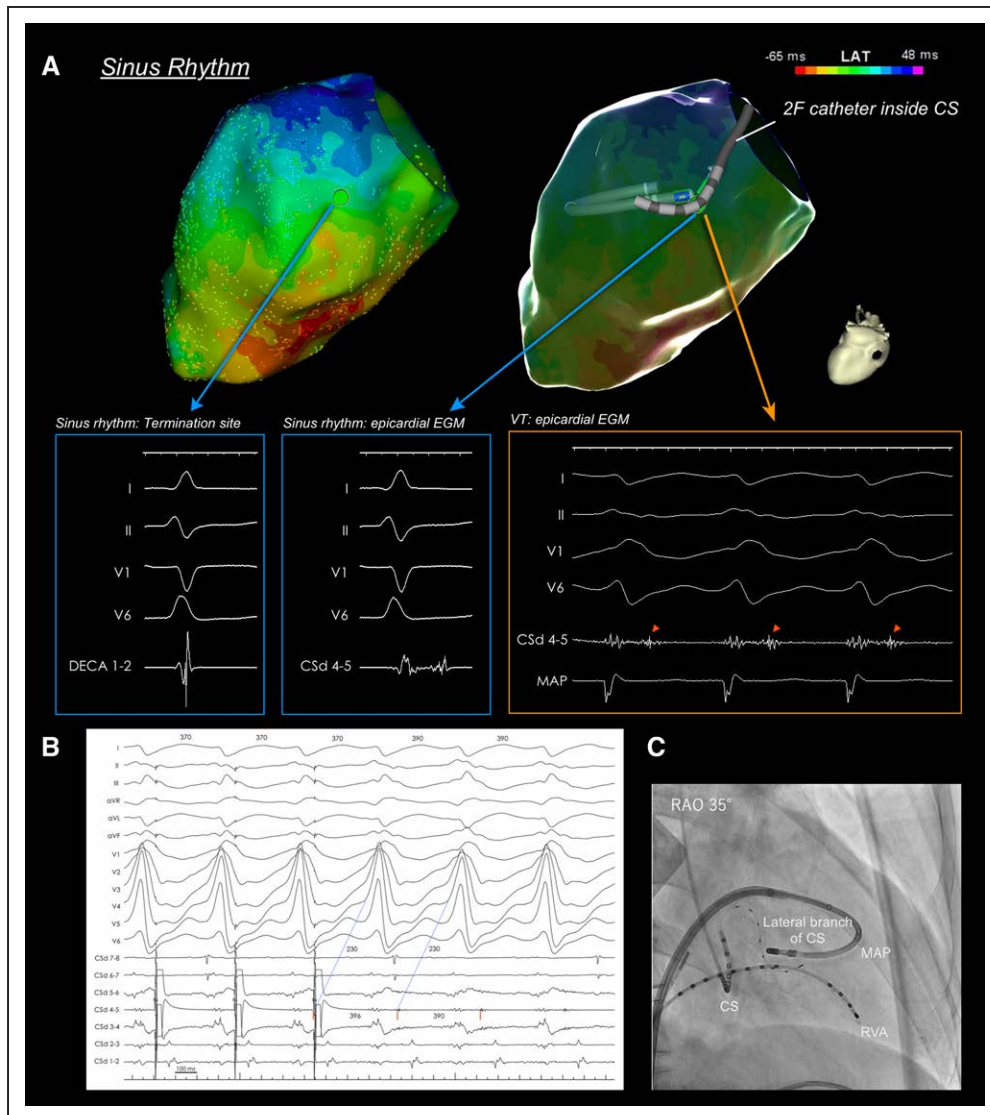 A
Sinus Rhythm
-65 ms LAT 48 ms
2F catheter inside CS
Sinus rhythm: Termination site
I
II
V1
V6
DECA 1-2
Sinus rhythm: epicardial EGM
I
II
V1
V6
CSd 4-5
VT: epicardial EGM
I
II
V1
V6
CSd 4-5
MAP
B
370 370 370 390 390
I
II
III
aVR
aVL
aVF
V1
V2
V3
V4
V5
V6
230 230
CSd 7-8
CSd 6-7
CSd 5-6
CSd 4-5
396 390
CSd 3-4
CSd 2-3
CSd 1-2
100 ms
C
RAO 35°
Lateral branch
of CS
MAP
CS
RVA